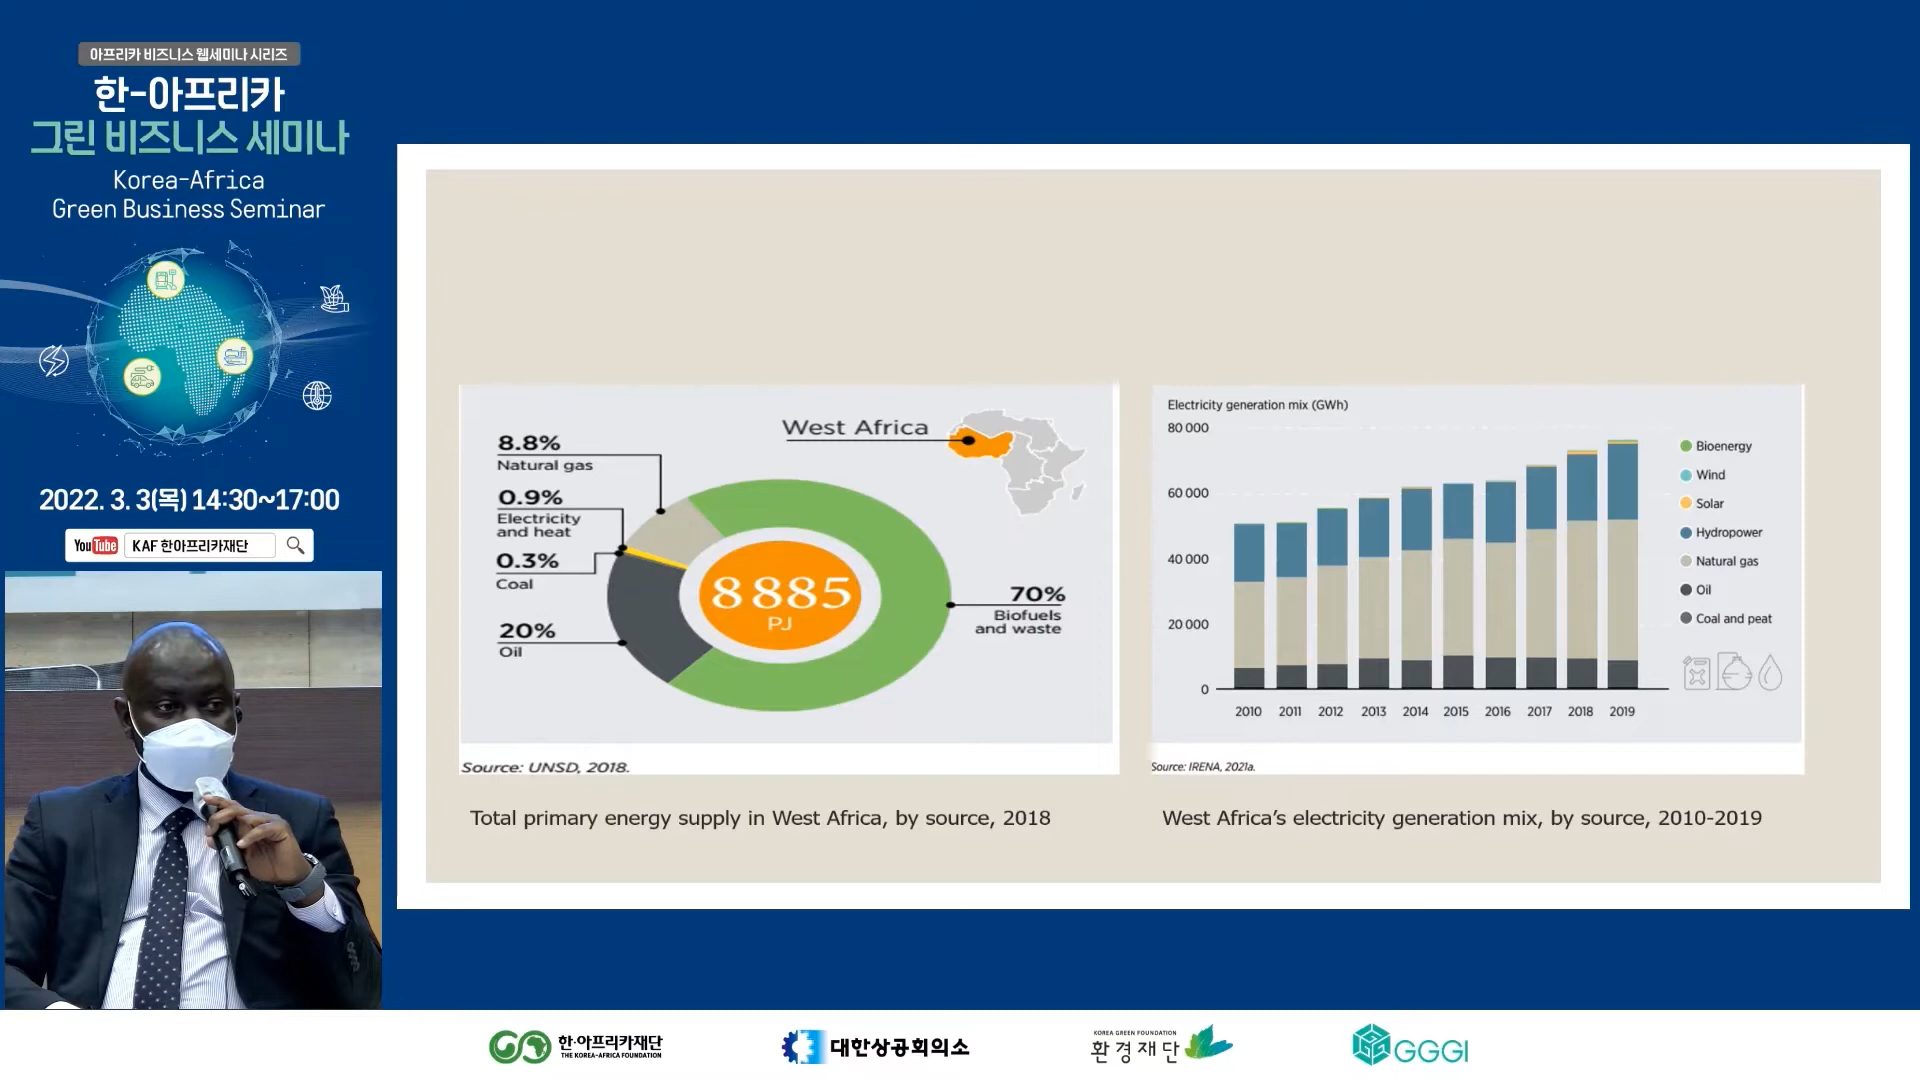 아프리카 비즈니스 웹세미나 시리즈
한-아프리카
그린 비즈니스 세미나
Korea-Africa
Green Business Seminar
2022. 3. 3(목) 14:30~17:00
YouTube KAF 한아프리카재단
West Africa
8.8%
Natural gas
0.9%
Electricity
and heat
0.3%
Coal
20%
Oil
8 885
PJ
70%
Biofuels
and waste
Source: UNSD, 2018.
Total primary energy supply in West Africa, by source, 2018
Electricity generation mix (GWh)
80 000
60 000
40 000
20 000
0
2010 2011 2012 2013 2014 2015 2016 2017 2018 2019
Bioenergy
Wind
Solar
Hydropower
Natural gas
Oil
Coal and peat
Source: IRENA, 2021a.
West Africa's electricity generation mix, by source, 2010-2019
한·아프리카재단
THE KOREA-AFRICA FOUNDATION
대한상공회의소
KOREA GREEN FOUNDATION
환경재단
GGGI